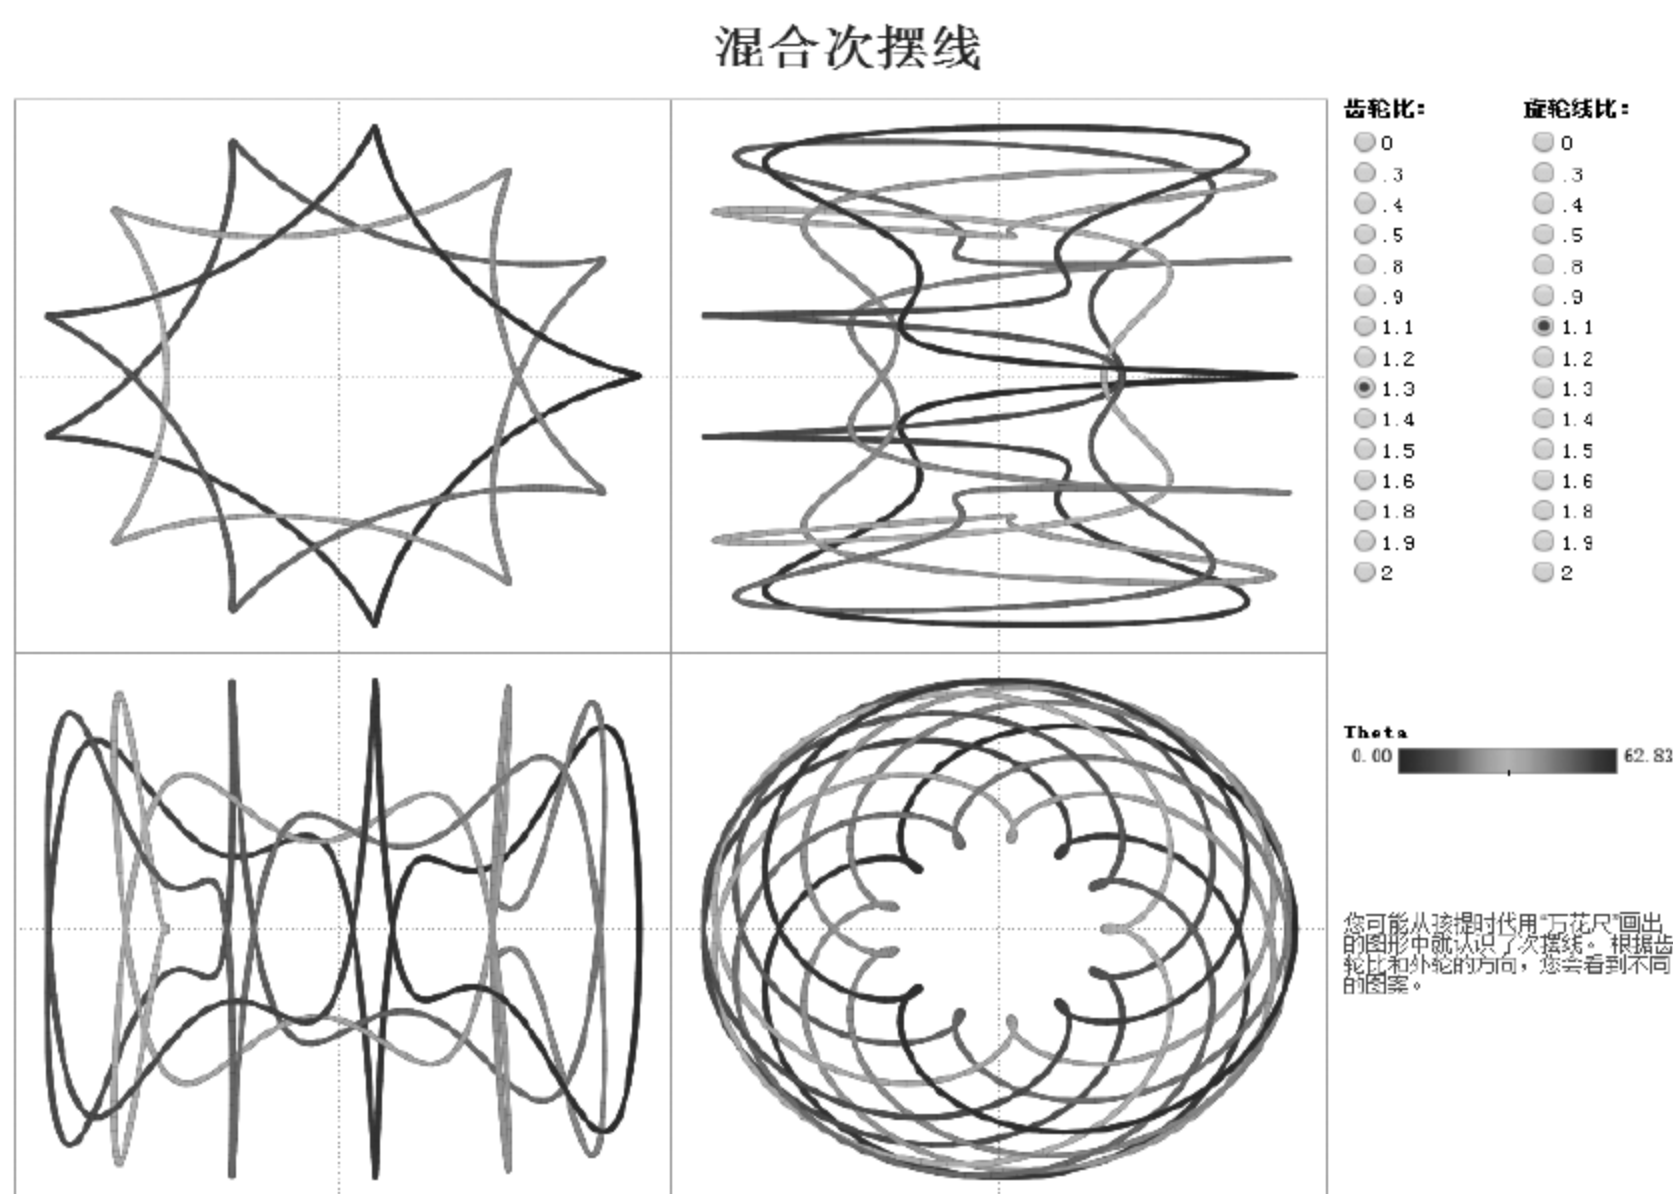 混合次摆线
齿轮比: 旋轮线比:
0 0
.3 .3
.4 .4
.5 .5
.8 .8
.9 .9
1.1 1.1
1.2 1.2
1.3 1.3
1.4 1.4
1.5 1.5
1.6 1.6
1.8 1.8
1.9 1.9
2 2
Theta
0.00 62.83
您可能从孩提时代用“万花尺”画出
的图形中就认识了次摆线。根据齿
轮比和外轮的方向，您会看到不同
的图案。